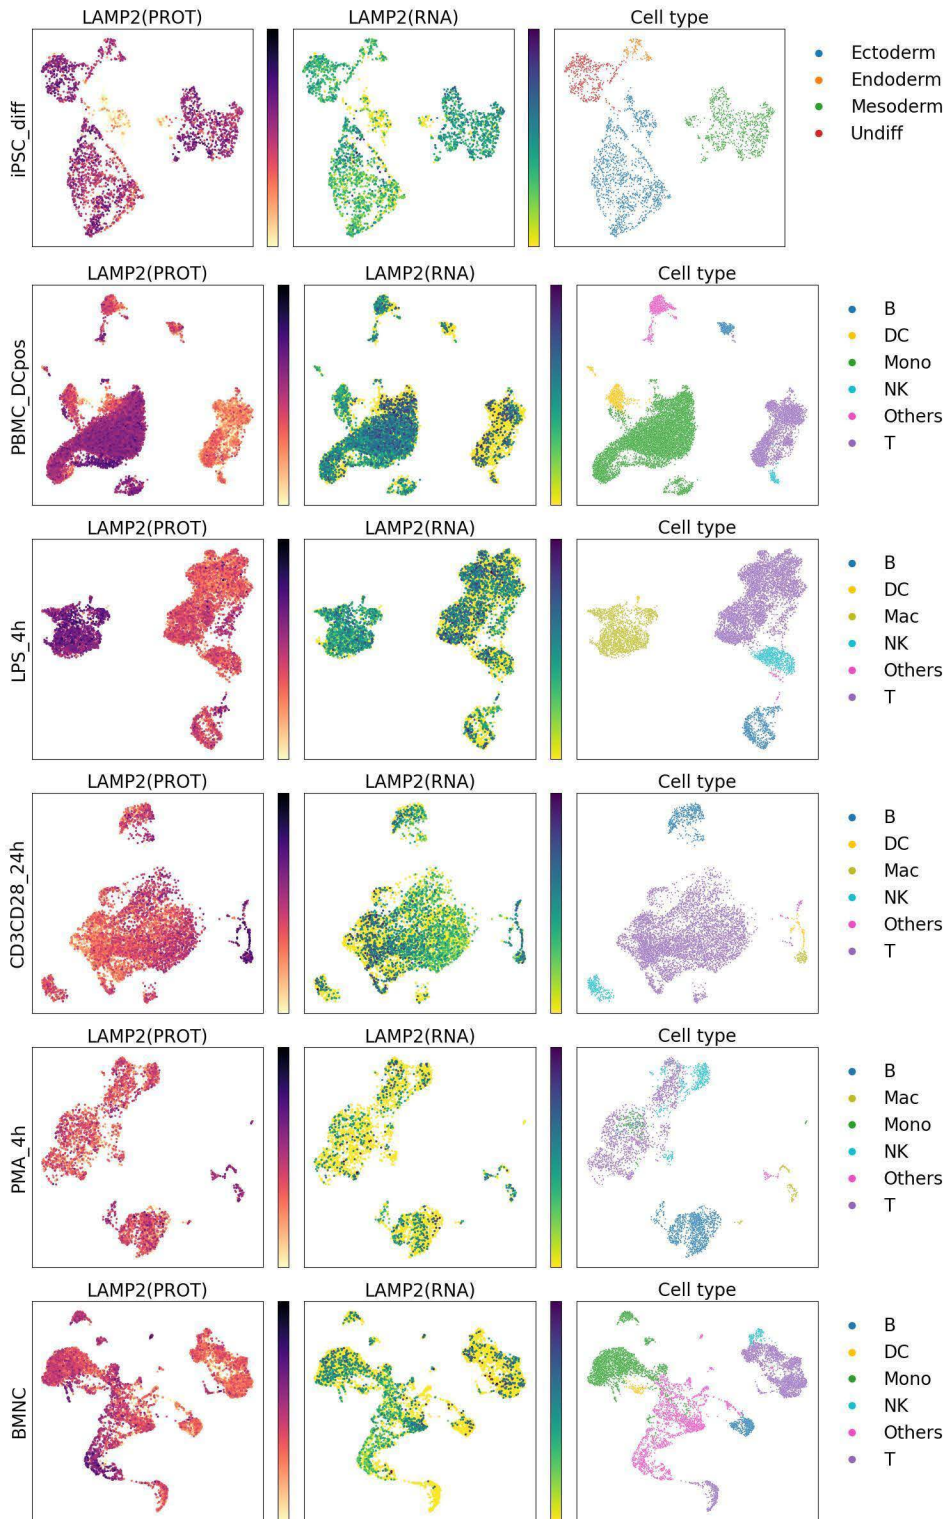 LAMP2(PROT)
LAMP2(RNA)
Cell type
iPSC_diff
Ectoderm
Endoderm
Mesoderm
Undiff
LAMP2(PROT)
LAMP2(RNA)
Cell type
PBMC_DCpos
B
DC
Mono
NK
Others
T
LAMP2(PROT)
LAMP2(RNA)
Cell type
LPS_4h
B
DC
Mac
NK
Others
T
LAMP2(PROT)
LAMP2(RNA)
Cell type
CD3CD28_24h
B
DC
Mac
NK
Others
T
LAMP2(PROT)
LAMP2(RNA)
Cell type
PMA_4h
B
Mac
Mono
NK
Others
T
LAMP2(PROT)
LAMP2(RNA)
Cell type
BMNC
B
DC
Mono
NK
Others
T